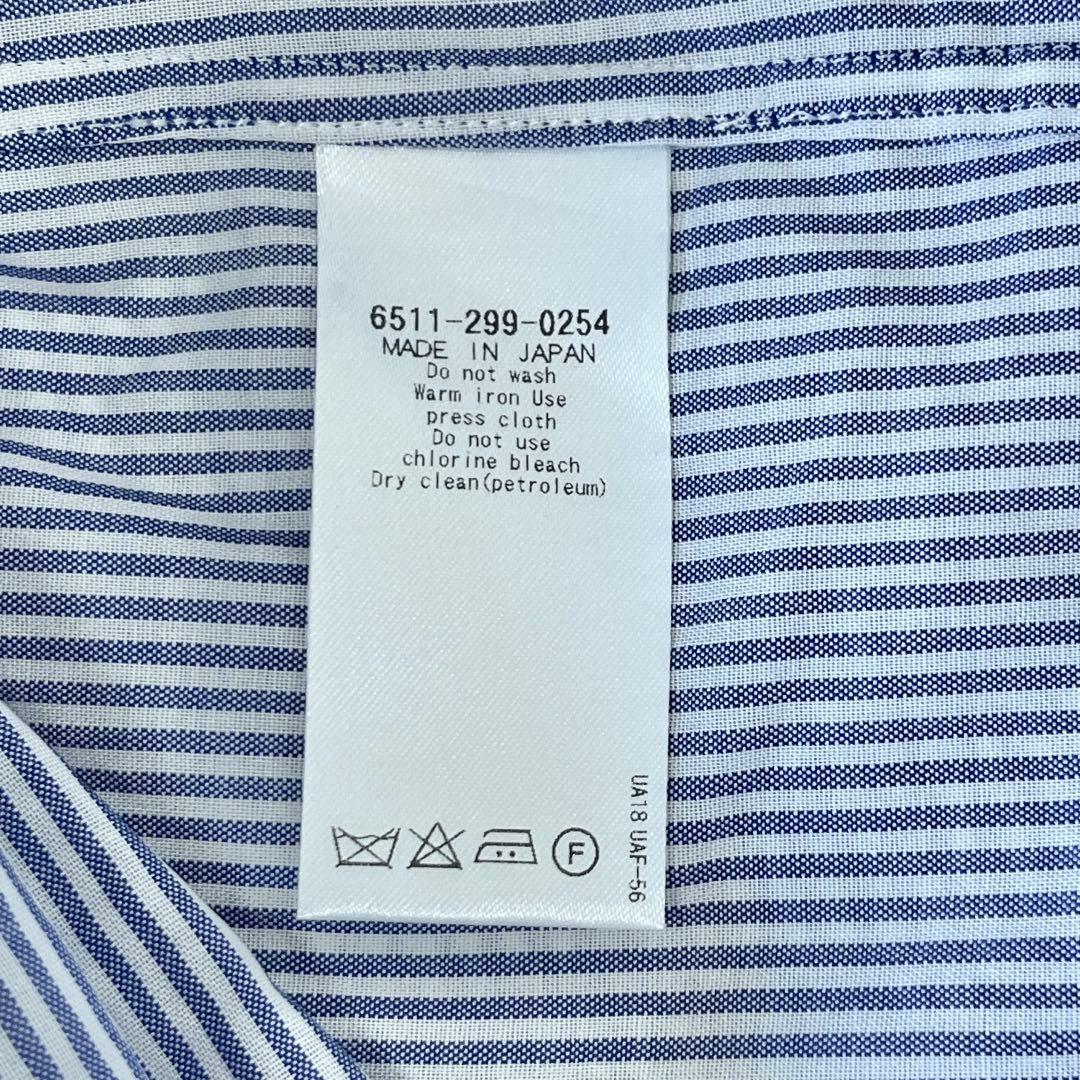 6511-299-0254
MADE IN JAPAN
Do not wash
Warm iron Use
press cloth
Do not use
chlorine bleach
Dry clean(petroleum)
UA18 UAF-56
F